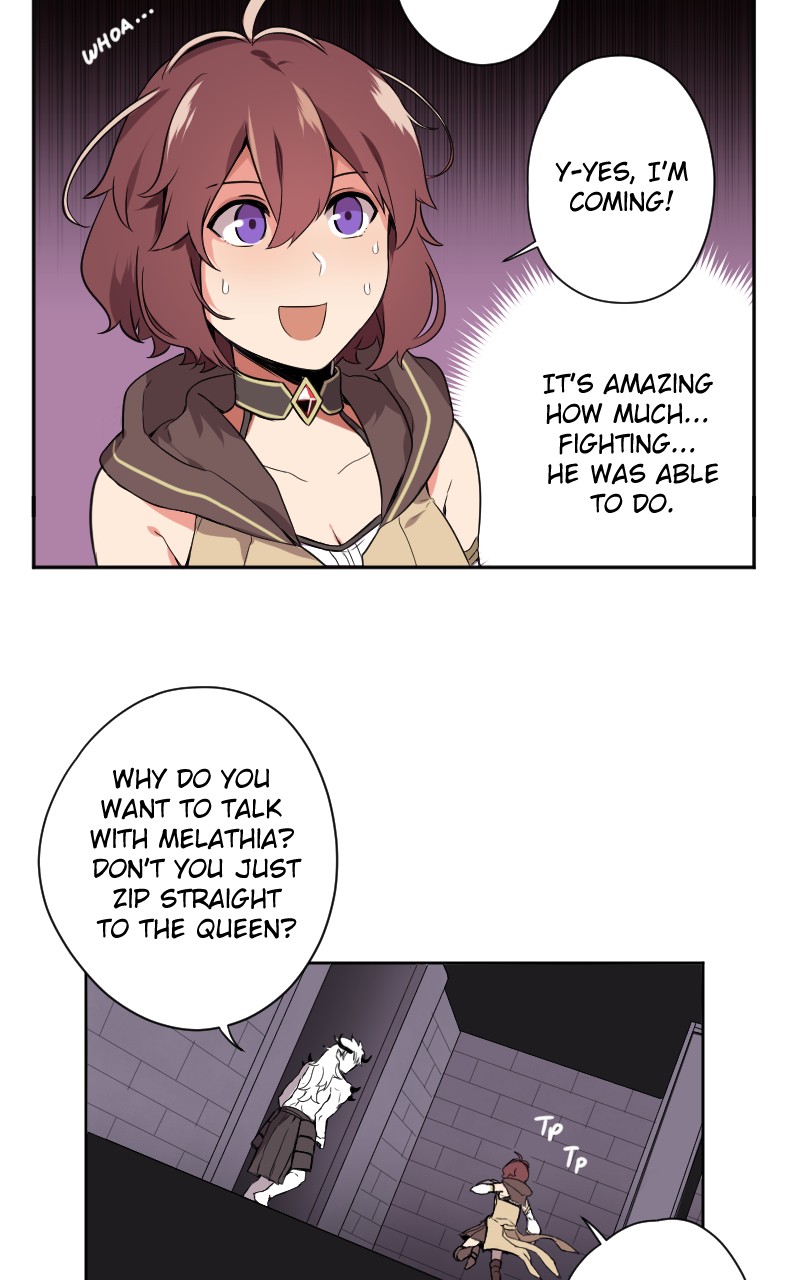 WHOA...
Y-YES, I'M
COMING!
IT'S AMAZING
HOW MUCH...
FIGHTING...
HE WAS ABLE
TO DO.
WHY DO YOU
WANT TO TALK
WITH MELATHIA?
DON'T YOU JUST
ZIP STRAIGHT
TO THE QUEEN?
TP
TP